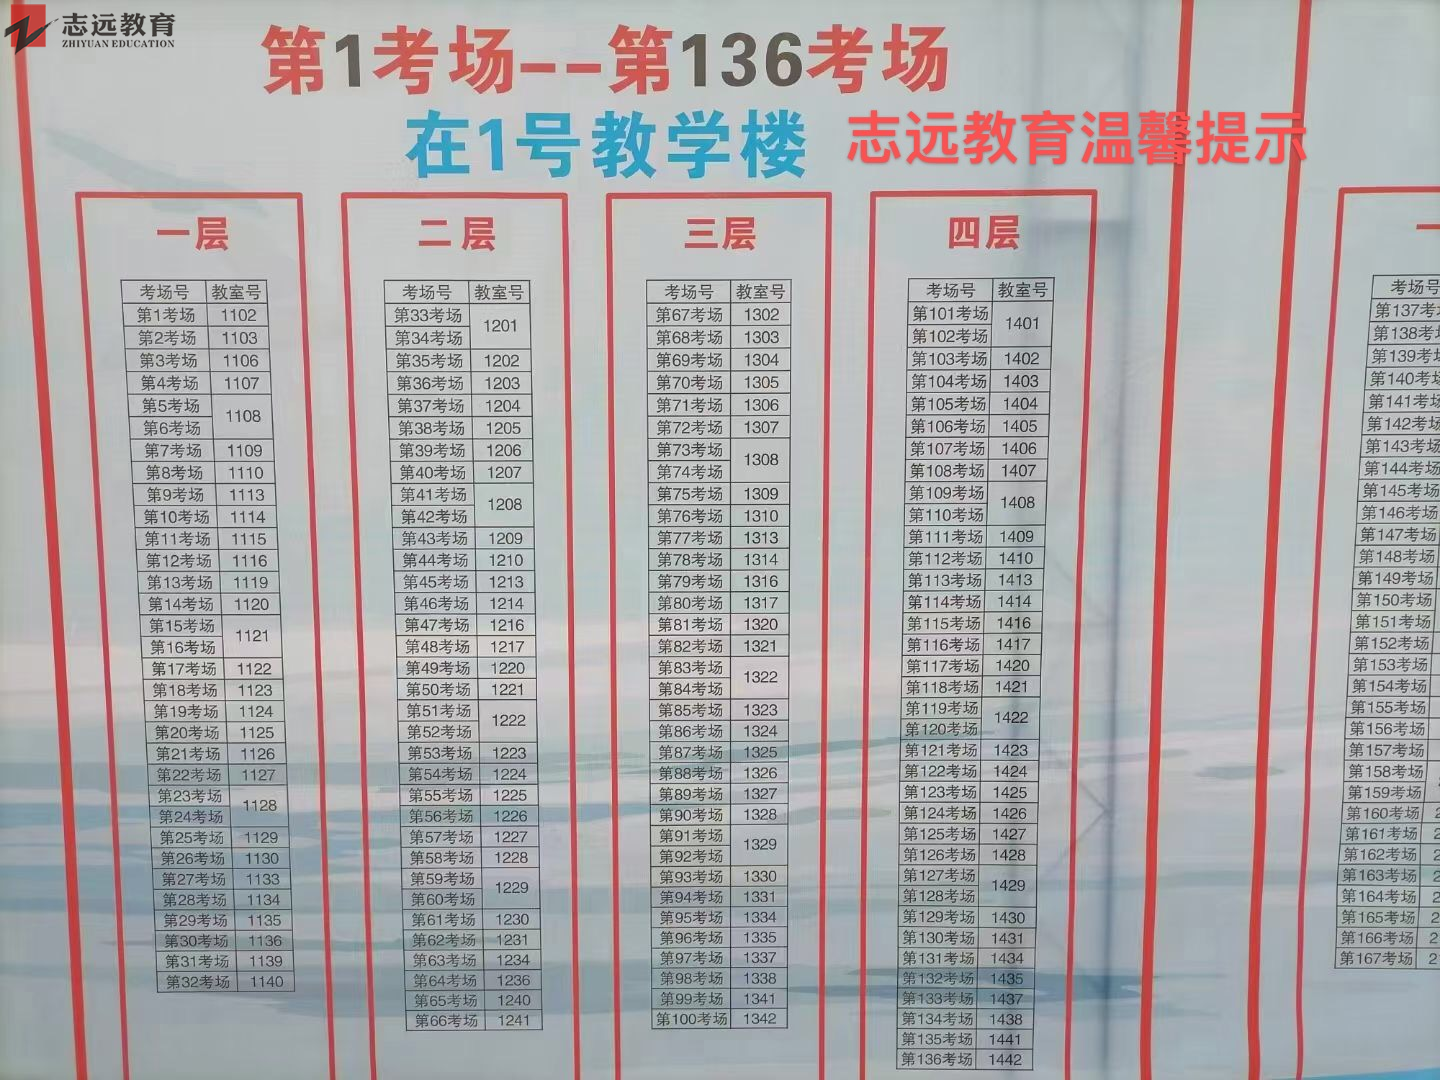 志远教育
ZHIYUAN EDUCATION
第1考场--第136考场
在1号教学楼
志远教育温馨提示
一层
考场号 教室号
第1考场 1102
第2考场 1103
第3考场 1106
第4考场 1107
第5考场 1108
第6考场
第7考场 1109
第8考场 1110
第9考场 1113
第10考场 1114
第11考场 1115
第12考场 1116
第13考场 1119
第14考场 1120
第15考场 1121
第16考场
第17考场 1122
第18考场 1123
第19考场 1124
第20考场 1125
第21考场 1126
第22考场 1127
第23考场 1128
第24考场
第25考场 1129
第26考场 1130
第27考场 1133
第28考场 1134
第29考场 1135
第30考场 1136
第31考场 1139
第32考场 1140
二层
考场号 教室号
第33考场 1201
第34考场
第35考场 1202
第36考场 1203
第37考场 1204
第38考场 1205
第39考场 1206
第40考场 1207
第41考场 1208
第42考场
第43考场 1209
第44考场 1210
第45考场 1213
第46考场 1214
第47考场 1216
第48考场 1217
第49考场 1220
第50考场 1221
第51考场 1222
第52考场
第53考场 1223
第54考场 1224
第55考场 1225
第56考场 1226
第57考场 1227
第58考场 1228
第59考场 1229
第60考场
第61考场 1230
第62考场 1231
第63考场 1234
第64考场 1236
第65考场 1240
第66考场 1241
三层
考场号 教室号
第67考场 1302
第68考场 1303
第69考场 1304
第70考场 1305
第71考场 1306
第72考场 1307
第73考场 1308
第74考场
第75考场 1309
第76考场 1310
第77考场 1313
第78考场 1314
第79考场 1316
第80考场 1317
第81考场 1320
第82考场 1321
第83考场 1322
第84考场
第85考场 1323
第86考场 1324
第87考场 1325
第88考场 1326
第89考场 1327
第90考场 1328
第91考场 1329
第92考场
第93考场 1330
第94考场 1331
第95考场 1334
第96考场 1335
第97考场 1337
第98考场 1338
第99考场 1341
第100考场 1342
四层
考场号 教室号
第101考场 1401
第102考场
第103考场 1402
第104考场 1403
第105考场 1404
第106考场 1405
第107考场 1406
第108考场 1407
第109考场 1408
第110考场
第111考场 1409
第112考场 1410
第113考场 1413
第114考场 1414
第115考场 1416
第116考场 1417
第117考场 1420
第118考场 1421
第119考场 1422
第120考场
第121考场 1423
第122考场 1424
第123考场 1425
第124考场 1426
第125考场 1427
第126考场 1428
第127考场 1429
第128考场
第129考场 1430
第130考场 1431
第131考场 1434
第132考场 1435
第133考场 1437
第134考场 1438
第135考场 1441
第136考场 1442
考场号
第137考
第138考
第139考
第140考场
第141考场
第142考场
第143考场
第144考场
第145考场
第146考场
第147考场
第148考场
第149考场
第150考场
第151考场
第152考场
第153考场
第154考场
第155考场
第156考场
第157考场
第158考场
第159考场
第160考场
第161考场
第162考场
第163考场
第164考场
第165考场
第166考场
第167考场